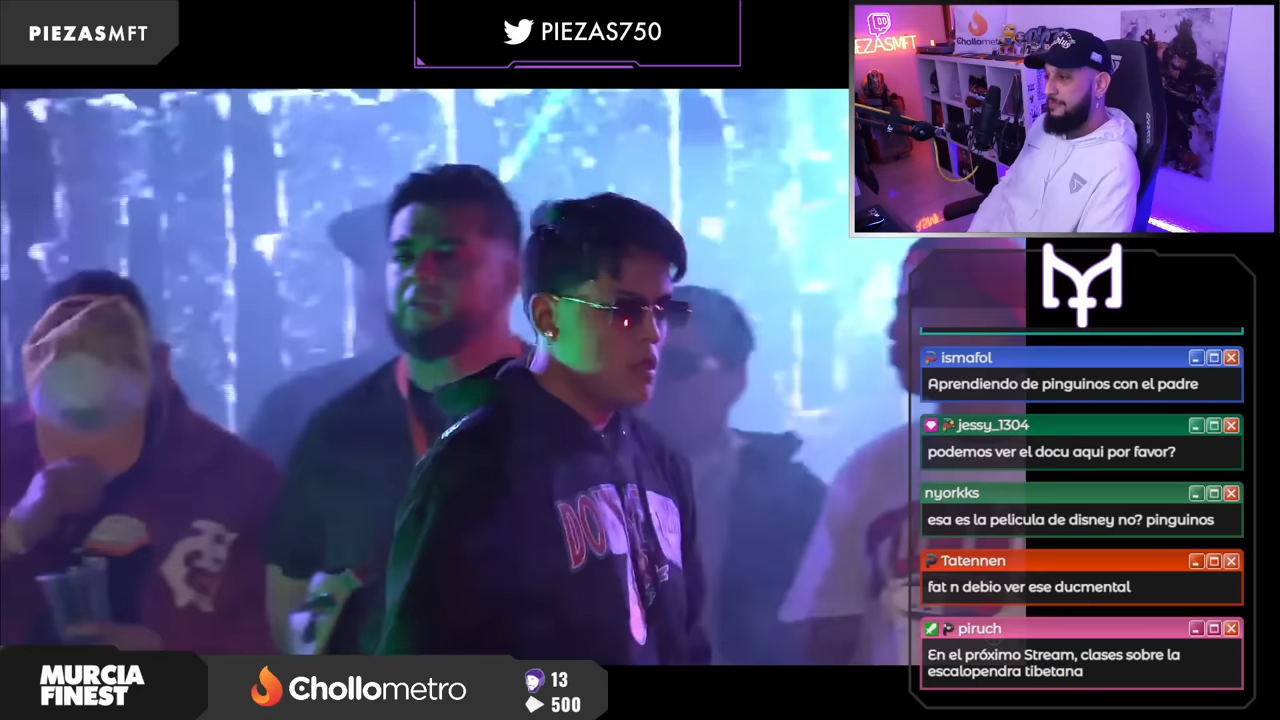 PIEZASMFT
PIEZAS750
PIEZASMFT
Chollomet
ismafol
Aprendiendo de pinguinos con el padre
jessy_1304
podemos ver el docu aqui por favor?
nyorkks
esa es la pelicula de disney no? pinguinos
Tatennen
fat n debio ver ese ducmental
piruch
En el próximo Stream, clases sobre la
escalopendra tibetana
MURCIA
FINEST
Chollometro
13
500